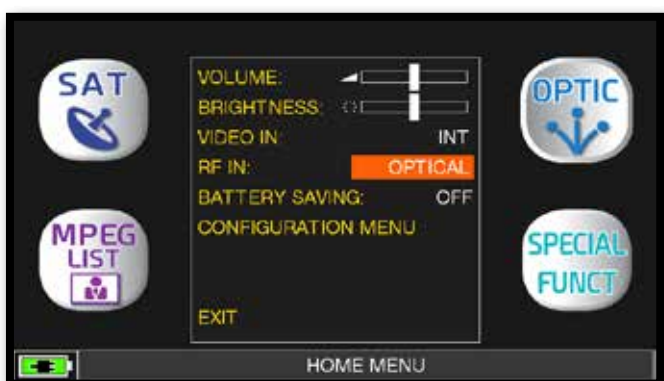 SAT
MPEG
LIST
VOLUME:
BRIGHTNESS:
VIDEO IN INT
RF IN: OPTICAL
BATTERY SAVING: OFF
CONFIGURATION MENU
EXIT
OPTIC
SPECIAL
FUNCT
HOME MENU